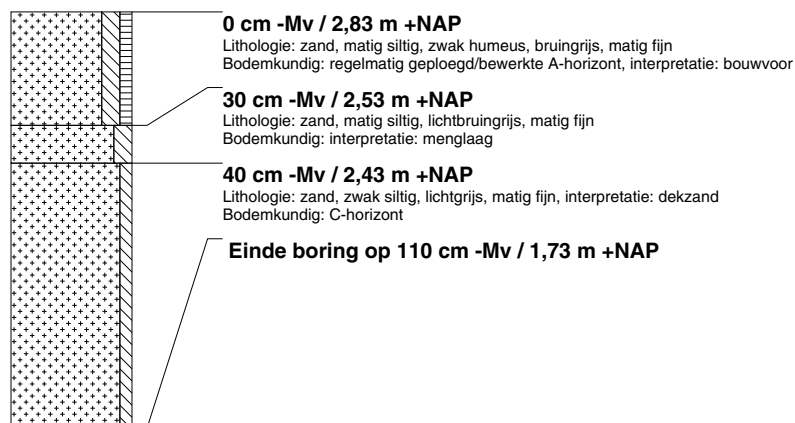 0 cm -Mv / 2,83 m +NAP
Lithologie: zand, matig siltig, zwak humeus, bruingrijs, matig fijn
Bodemkundig: regelmatig geploegd/bewerkte A-horizont, interpretatie: bouwvoor
30 cm -Mv / 2,53 m +NAP
Lithologie: zand, matig siltig, lichtbruingrijs, matig fijn
Bodemkundig: interpretatie: menglaag
40 cm -Mv / 2,43 m +NAP
Lithologie: zand, zwak siltig, lichtgrijs, matig fijn, interpretatie: dekzand
Bodemkundig: C-horizont
Einde boring op 110 cm -Mv / 1,73 m +NAP